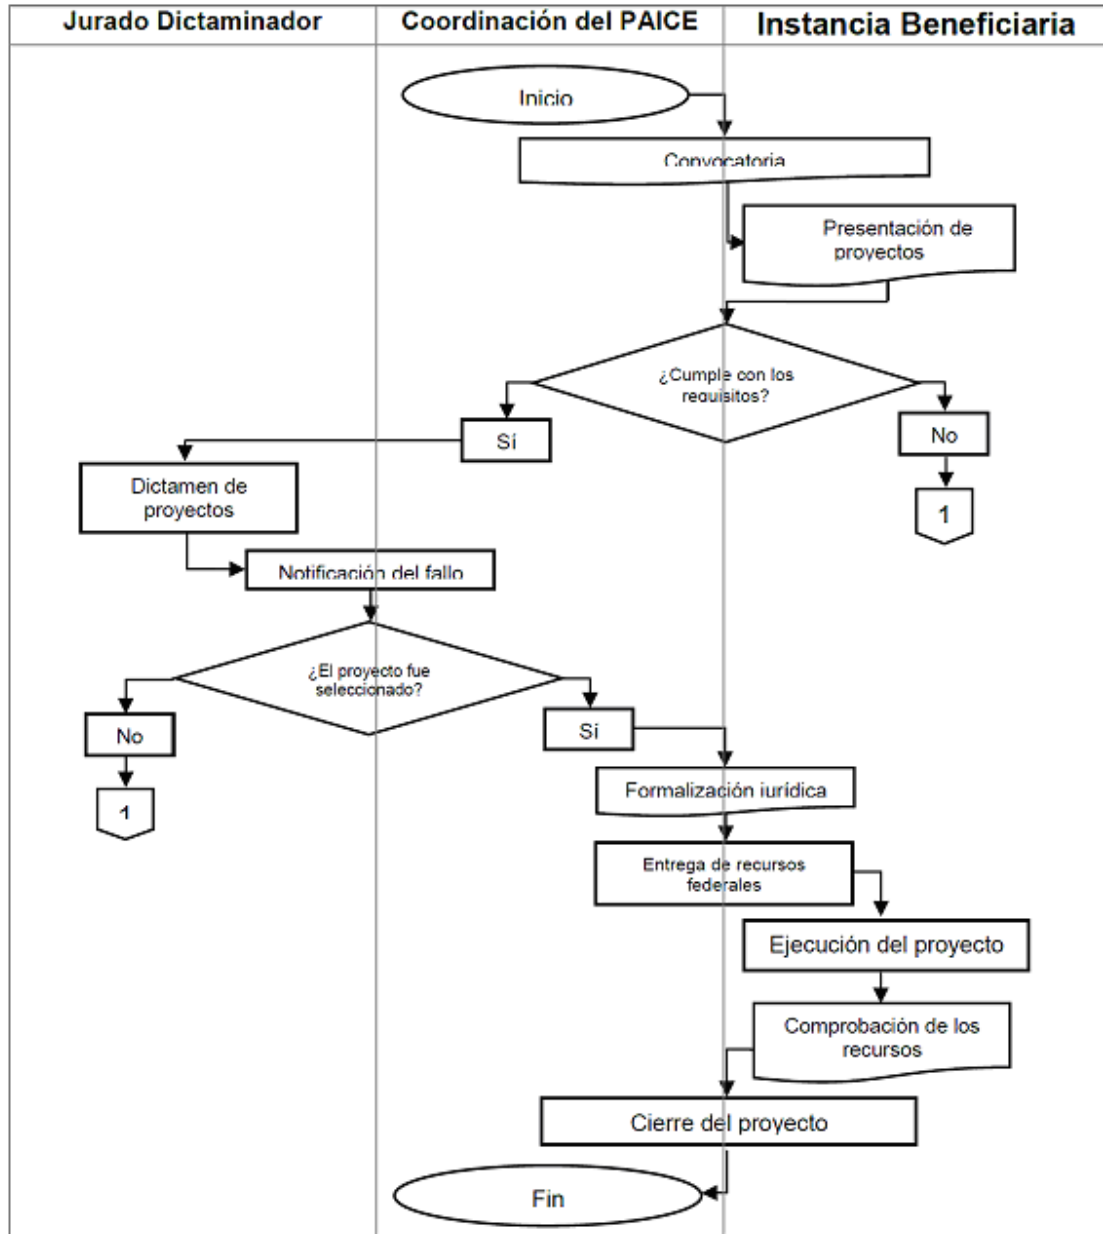 Jurado Dictaminador
Coordinación del PAICE
Instancia Beneficiaria
Inicio
Convocatoria
Presentación de
proyectos
¿Cumple con los
requisitos?
Sí
No
1
Dictamen de
proyectos
Notificación del fallo
¿El proyecto fue
seleccionado?
No
Sí
1
Formalización jurídica
Entrega de recursos
federales
Ejecución del proyecto
Comprobación de los
recursos
Cierre del proyecto
Fin